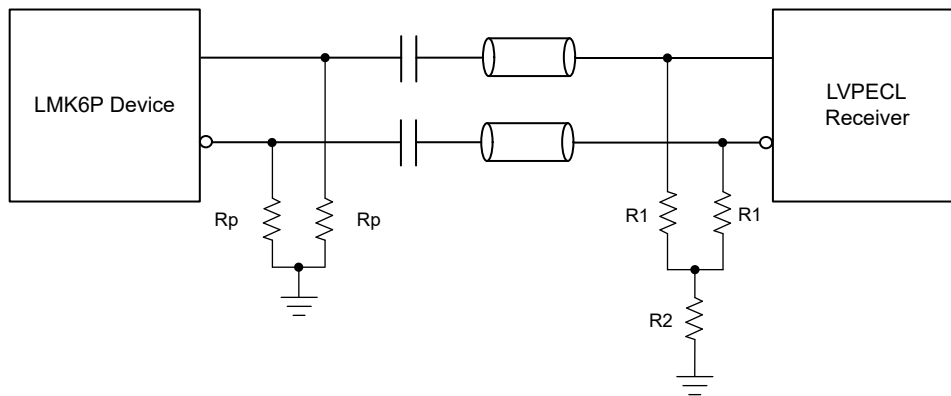 LMK6P Device
LVPECL
Receiver
Rp
Rp
R1
R1
R2